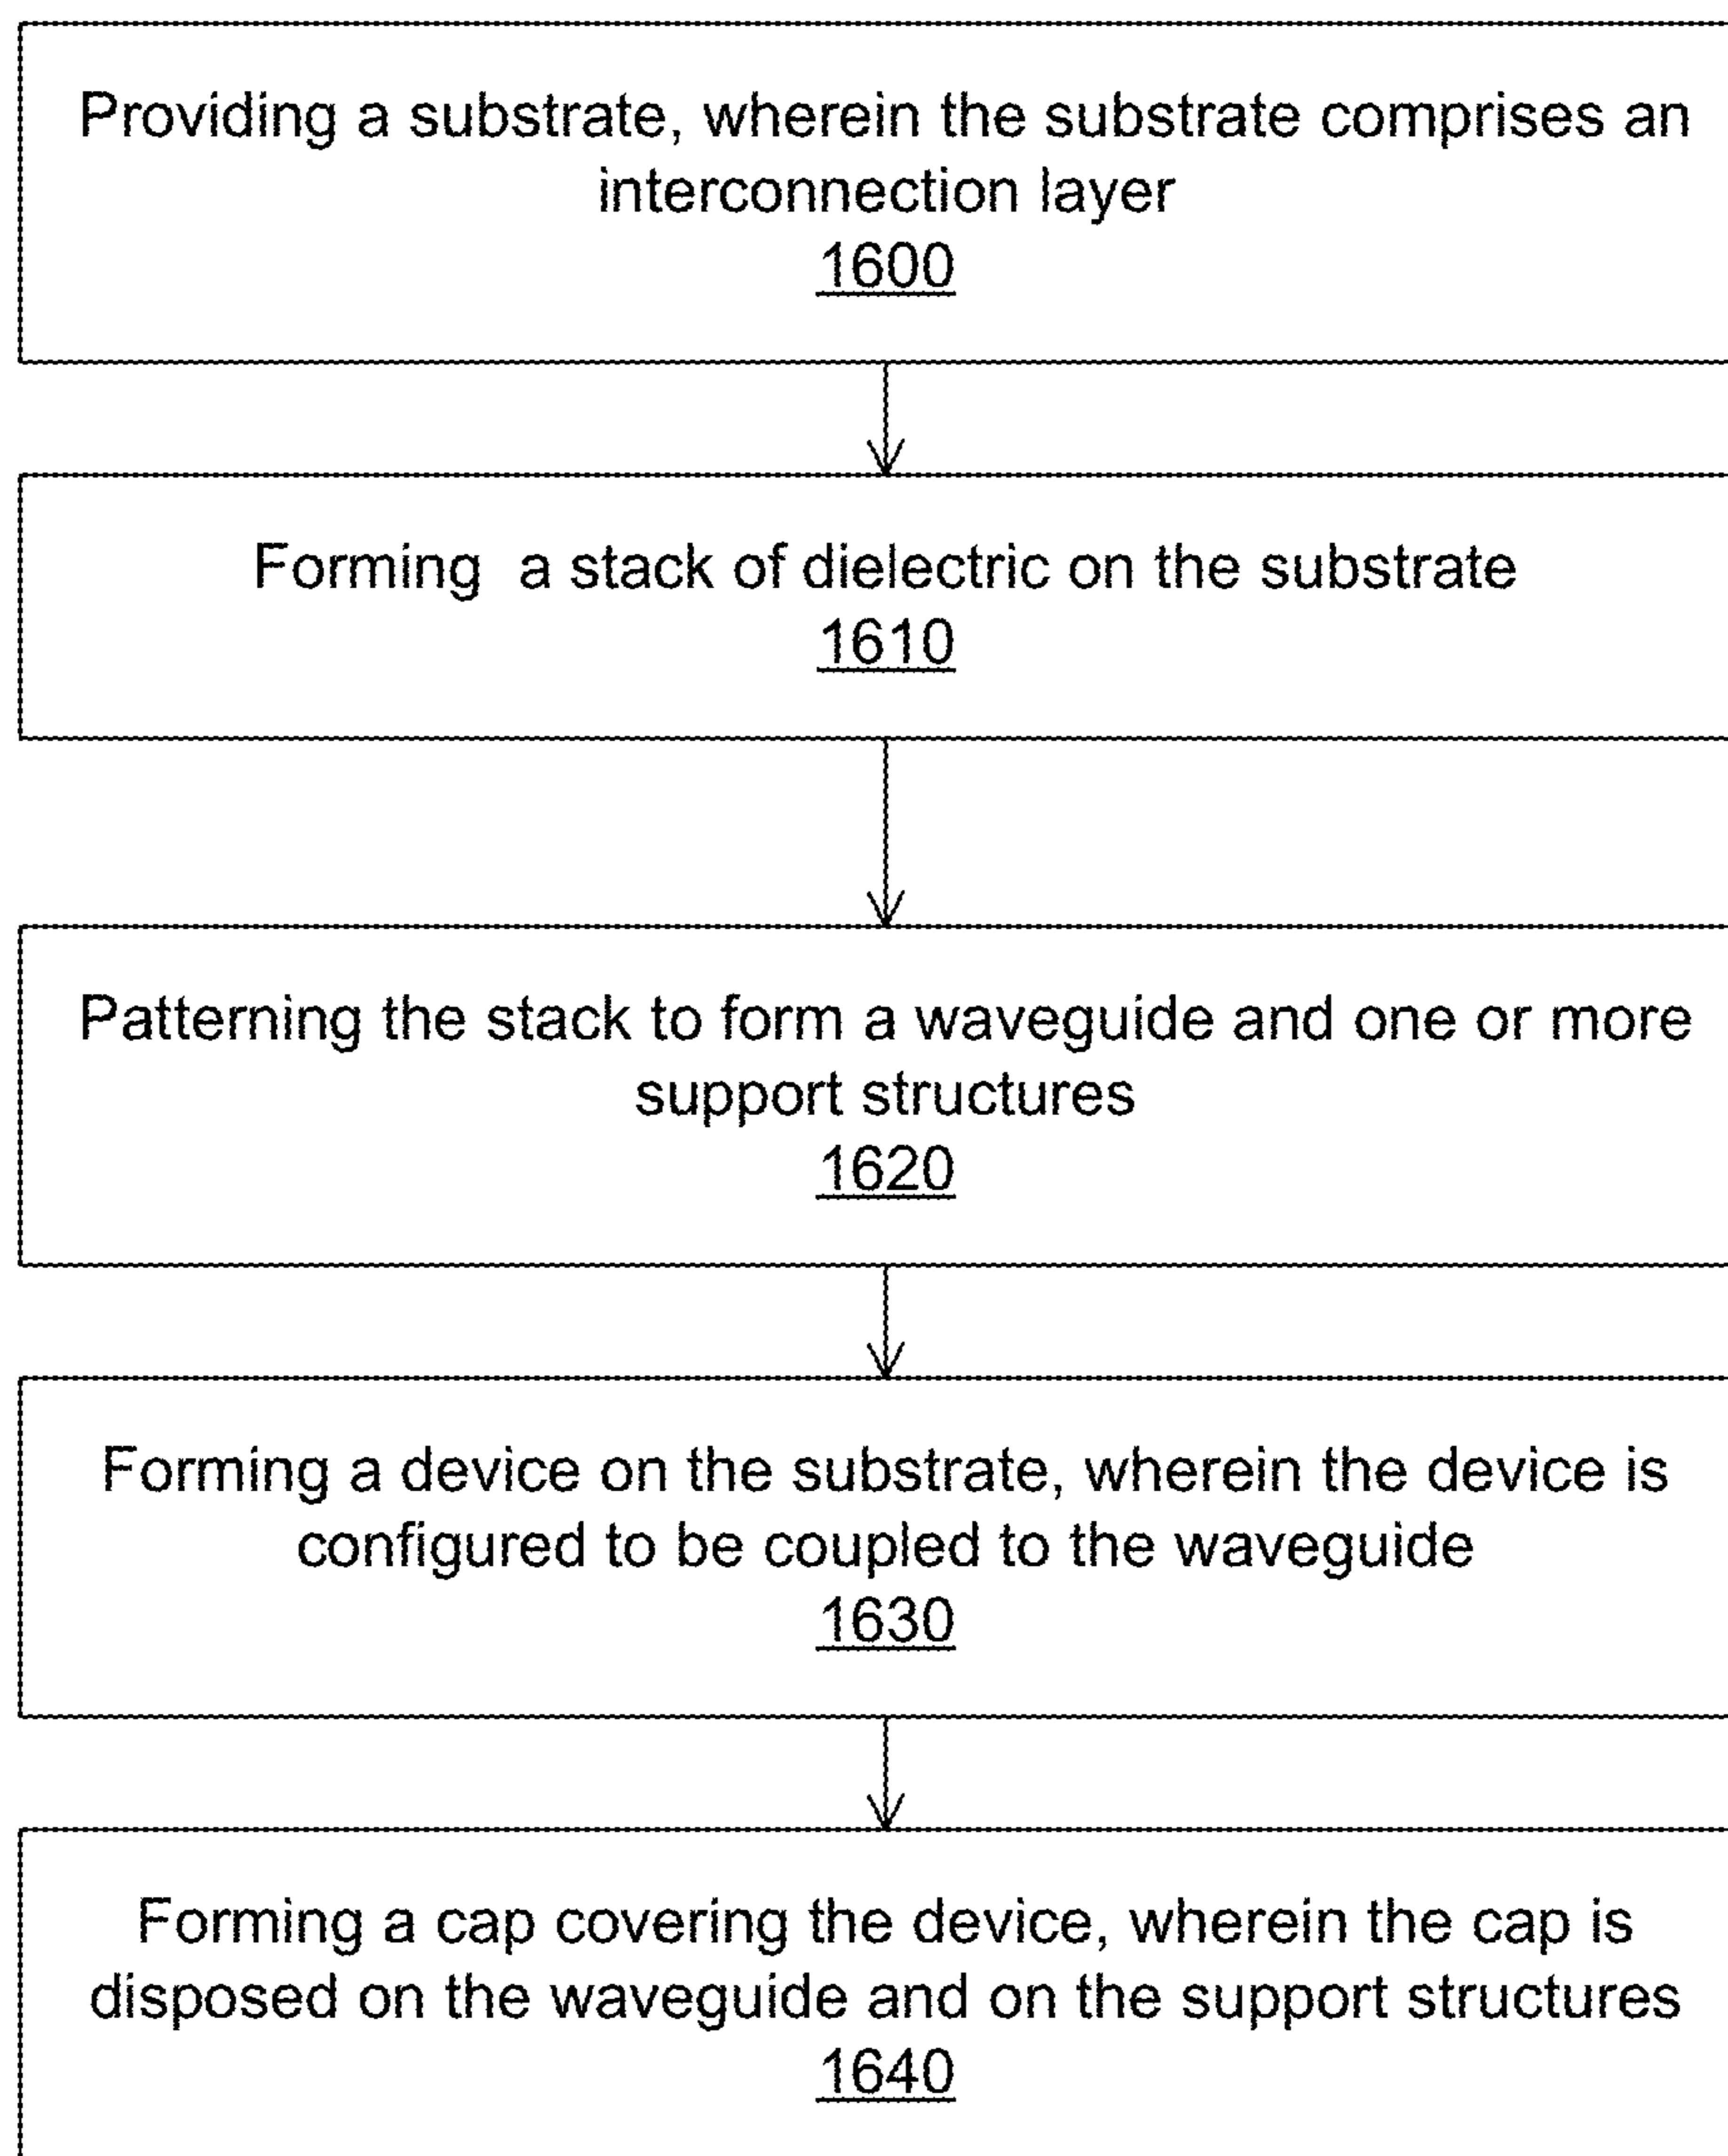 Providing a substrate, wherein the substrate comprises an
interconnection layer
1600
Forming a stack of dielectric on the substrate
1610
Patterning the stack to form a waveguide and one or more
support structures
1620
Forming a device on the substrate, wherein the device is
configured to be coupled to the waveguide
1630
Forming a cap covering the device, wherein the cap is
disposed on the waveguide and on the support structures
1640